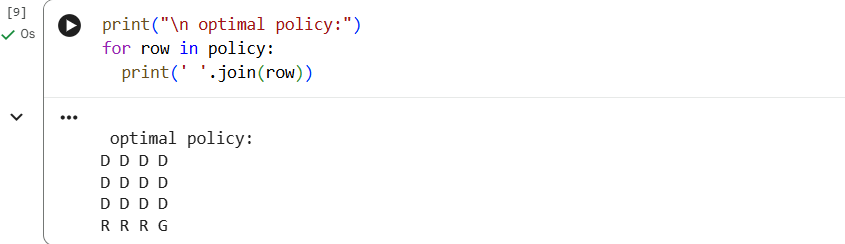 [9]
0s
print("\n optimal policy:")
for row in policy:
  print(' '.join(row))
 optimal policy:
D D D D
D D D D
D D D D
R R R G